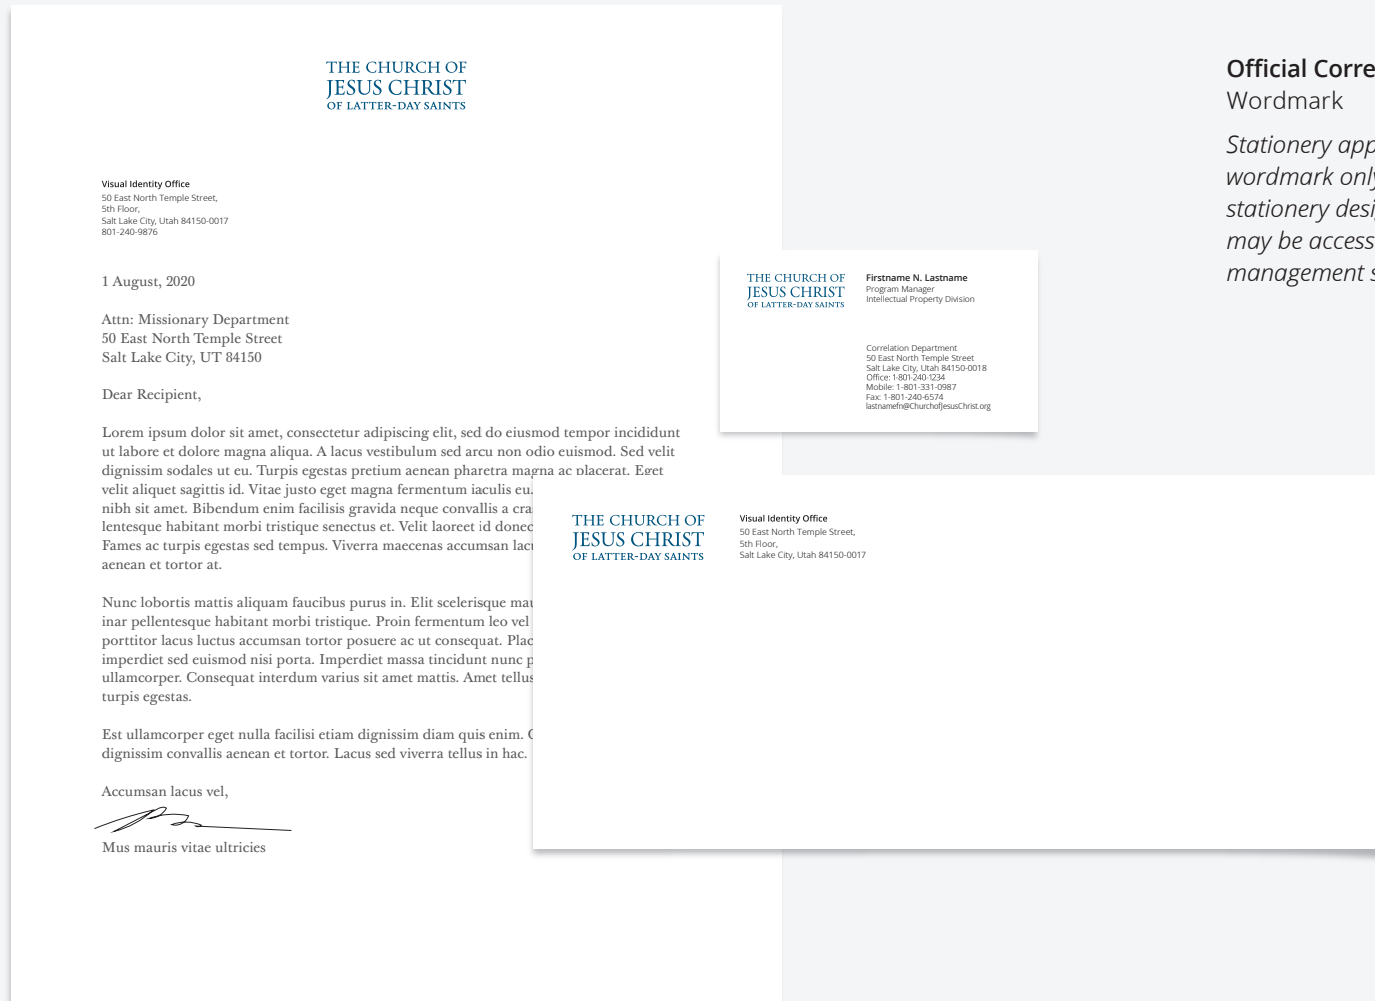 THE CHURCH OF
JESUS CHRIST
OF LATTER-DAY SAINTS
Visual Identity Office
50 East North Temple Street,
5th Floor,
Salt Lake City, Utah 84150-0017
801-240-9876
1 August, 2020
Attn: Missionary Department
50 East North Temple Street
Salt Lake City, UT 84150
Dear Recipient,
Lorem ipsum dolor sit amet, consectetur adipiscing elit, sed do eiusmod tempor incididunt
ut labore et dolore magna aliqua. A lacus vestibulum sed arcu non odio euismod. Sed velit
dignissim sodales ut eu. Turpis egestas pretium aenean pharetra magna ac placerat. Eget
velit aliquet sagittis id. Vitae justo eget magna fermentum iaculis eu.
nibh sit amet. Bibendum enim facilisis gravida neque convallis a cras
lentesque habitant morbi tristique senectus et. Velit laoreet id donec
Fames ac turpis egestas sed tempus. Viverra maecenas accumsan lacu
aenean et tortor at.
Nunc lobortis mattis aliquam faucibus purus in. Elit scelerisque mau
inar pellentesque habitant morbi tristique. Proin fermentum leo vel
porttitor lacus luctus accumsan tortor posuere ac ut consequat. Plac
imperdiet sed euismod nisi porta. Imperdiet massa tincidunt nunc p
ullamcorper. Consequat interdum varius sit amet mattis. Amet tellus
turpis egestas.
Est ullamcorper eget nulla facilisi etiam dignissim diam quis enim.
dignissim convallis aenean et tortor. Lacus sed viverra tellus in hac.
Accumsan lacus vel,
Mus mauris vitae ultricies
THE CHURCH OF
JESUS CHRIST
OF LATTER-DAY SAINTS
Firstname N. Lastname
Program Manager
Intellectual Property Division
Correlation Department
50 East North Temple Street
Salt Lake City, Utah 84150-0018
Office: 1-801-240-1234
Mobile: 1-801-331-0987
Fax: 1-801-240-6574
lastnamefn@ChurchofJesusChrist.org
THE CHURCH OF
JESUS CHRIST
OF LATTER-DAY SAINTS
Visual Identity Office
50 East North Temple Street,
5th Floor,
Salt Lake City, Utah 84150-0017
Official Corre
Wordmark
Stationery app
wordmark only
stationery desi
may be access
management s